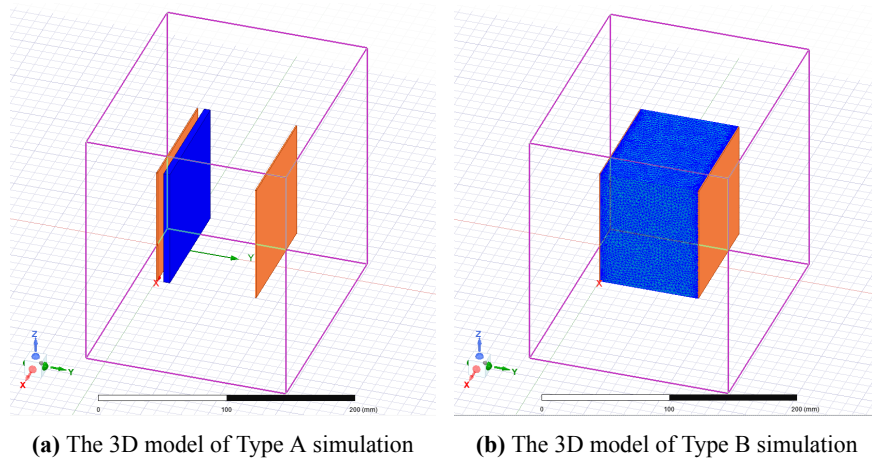 X
Y
Z
Y
X
0
100
200 (mm)
X
Z
Y
X
0
100
200 (mm)
(a) The 3D model of Type A simulation
(b) The 3D model of Type B simulation